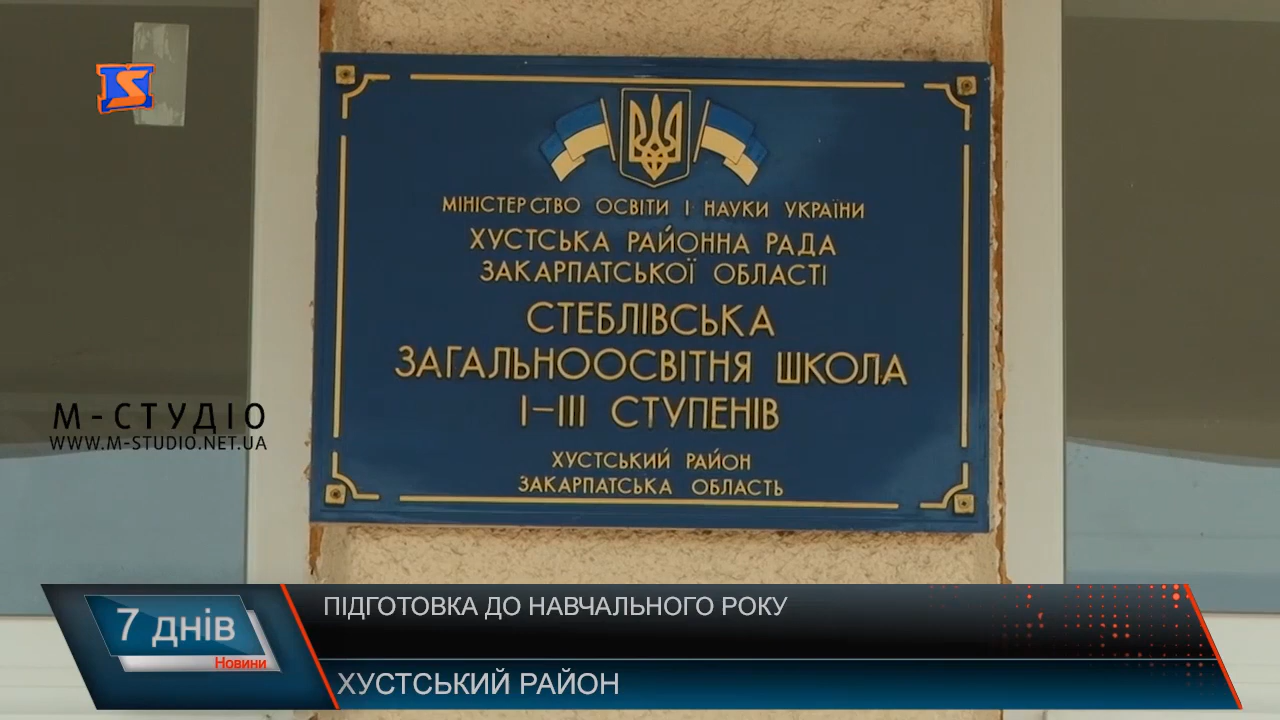 МІНІСТЕРСТВО ОСВІТИ І НАУКИ УКРАЇНИ
ХУСТСЬКА РАЙОННА РАДА
ЗАКАРПАТСЬКОЇ ОБЛАСТІ
СТЕБЛІВСЬКА
ЗАГАЛЬНООСВІТНЯ ШКОЛА
І–ІІІ СТУПЕНІВ
ХУСТСЬКИЙ РАЙОН
ЗАКАРПАТСЬКА ОБЛАСТЬ
М-СТУДІО
WWW.M-STUDIO.NET.UA
7 днів
Новини
ПІДГОТОВКА ДО НАВЧАЛЬНОГО РОКУ
ХУСТСЬКИЙ РАЙОН